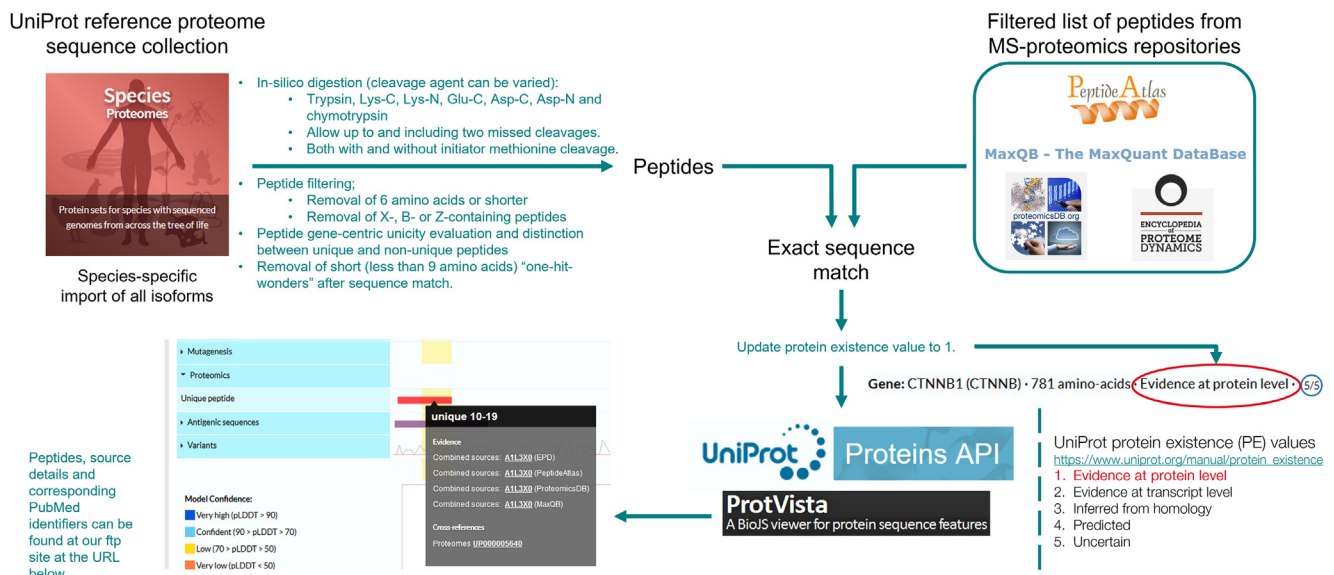 UniProt reference proteome
sequence collection
Species
Proteomes
Protein sets for species with sequenced
genomes from across the tree of life
Species-specific
import of all isoforms
• In-silico digestion (cleavage agent can be varied):
• Trypsin, Lys-C, Lys-N, Glu-C, Asp-C, Asp-N and
chymotrypsin
• Allow up to and including two missed cleavages.
• Both with and without initiator methionine cleavage.
• Peptide filtering;
• Removal of 6 amino acids or shorter
• Removal of X-, B- or Z-containing peptides
• Peptide gene-centric unicity evaluation and distinction
between unique and non-unique peptides
• Removal of short (less than 9 amino acids) “one-hit-
wonders” after sequence match.
Peptides
Filtered list of peptides from
MS-proteomics repositories
PeptideAtlas
MaxQB - The MaxQuant DataBase
proteomicsDB.org
ENCYCLOPEDIA
of
PROTEOME
DYNAMICS
Exact sequence
match
Update protein existence value to 1.
Gene: CTNNB1 (CTNNB) · 781 amino-acids · Evidence at protein level · 5/5
UniProt
Proteins API
ProtVista
A BioJS viewer for protein sequence features
UniProt protein existence (PE) values
https://www.uniprot.org/manual/protein_existence
1. Evidence at protein level
2. Evidence at transcript level
3. Inferred from homology
4. Predicted
5. Uncertain
Mutagenesis
Proteomics
Unique peptide
Antigenic sequences
Variants
unique 10-19
Evidence
Combined sources: A1L3X0 (EPD)
Combined sources: A1L3X0 (PeptideAtlas)
Combined sources: A1L3X0 (ProteomicsDB)
Combined sources: A1L3X0 (MaxQB)
Cross-references
Proteomes UP000005640
Model Confidence:
Very high (pLDDT > 90)
Confident (90 > pLDDT > 70)
Low (70 > pLDDT > 50)
Very low (pLDDT < 50)
Peptides, source
details and
corresponding
PubMed
identifiers can be
found at our ftp
site at the URL
below